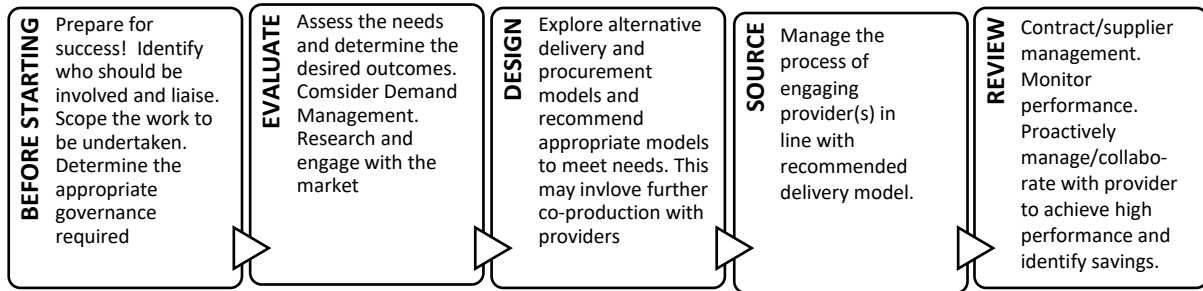 BEFORE STARTING
Prepare for
success!  Identify
who should be
involved and liaise.
Scope the work to
be undertaken.
Determine the
appropriate
governance
required
EVALUATE
Assess the needs
and determine the
desired outcomes.
Comsider Demand
Management.
Research and
engage with the
market
DESIGN
Explore alternative
delivery and
procurement
models and
recommend
appropriate models
to meet needs. This
may invlove further
co-production with
providers
SOURCE
Manage the
process of
engaging
provider(s) in
line with
recommended
delivery model.
REVIEW
Contract/supplier
management.
Monitor
performance.
Proactively
manage/collabo-
rate with provider
to achieve high
performance and
identify savings.